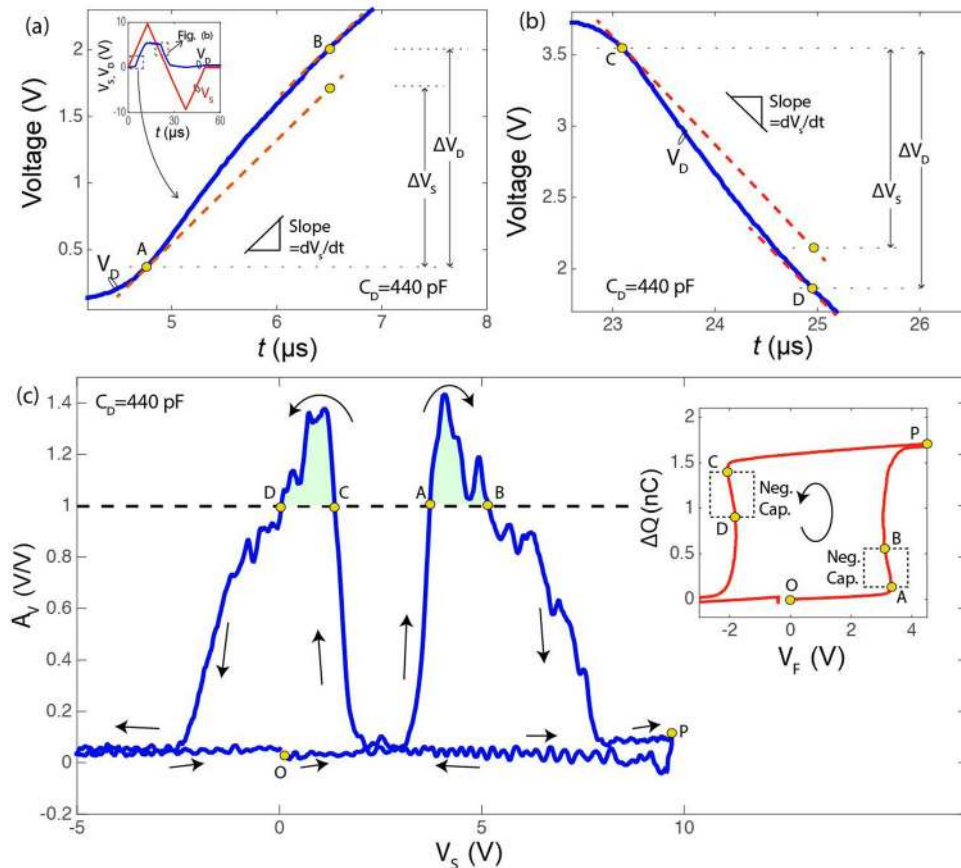 (a)
10
0
-10
V_S,V_D (V)
Fig. (b)
V_D
V_S
0
30
60
t (μs)
2
1.5
1
0.5
Voltage (V)
A
B
V_D
ΔV_S
ΔV_D
Slope
=dV_s/dt
C_D=440 pF
5
6
7
8
t (μs)
(b)
3.5
3
2.5
2
Voltage (V)
C
D
V_D
Slope
=dV_s/dt
ΔV_S
ΔV_D
C_D=440 pF
23
24
25
26
t (μs)
(c)
C_D=440 pF
1.4
1.2
1
0.8
0.6
0.4
0.2
0
-0.2
A_V (V/V)
D
C
A
B
O
P
-5
0
5
10
V_S (V)
2
1.5
1
0.5
0
ΔQ (nC)
P
C
D
Neg.
Cap.
B
Neg.
Cap.
O
A
-2
0
2
4
V_F (V)